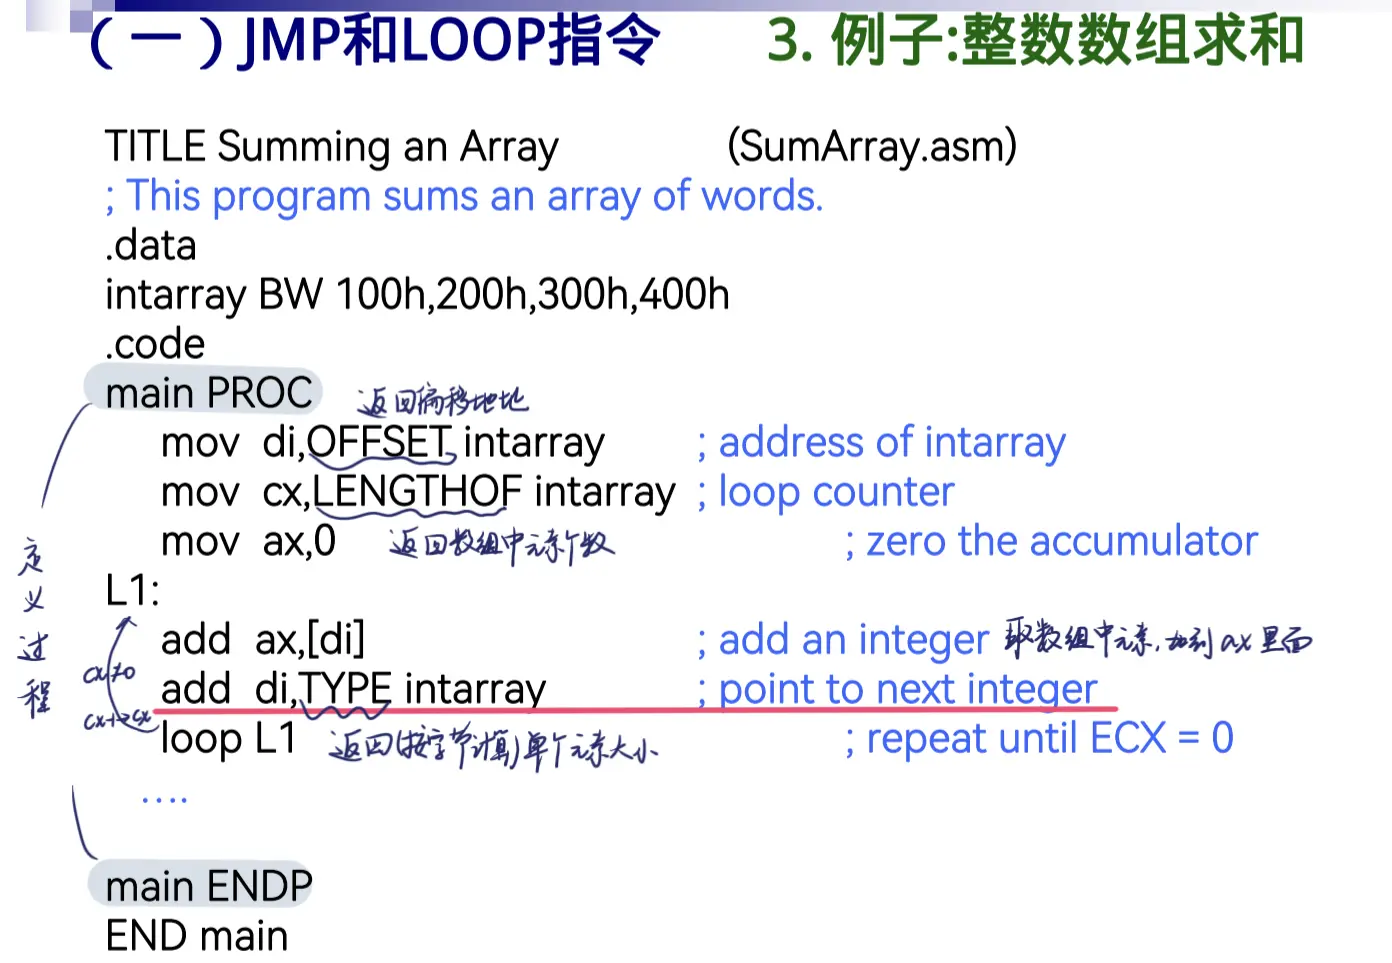 （一）JMP和LOOP指令 3. 例子:整数数组求和
TITLE Summing an Array (SumArray.asm)
; This program sums an array of words.
.data
intarray BW 100h,200h,300h,400h
.code
main PROC
返回偏移地址
mov di,OFFSET intarray ; address of intarray
mov cx,LENGTHOF intarray ; loop counter
mov ax,0 ; zero the accumulator
返回数组中元素个数
L1:
add ax,[di] ; add an integer 取数组中元素,加到ax里面
add di,TYPE intarray ; point to next integer
loop L1 ; repeat until ECX = 0
返回(按字节计算)单个元素大小
定义过程
cx≠0
cx-1→cx
....
main ENDP
END main